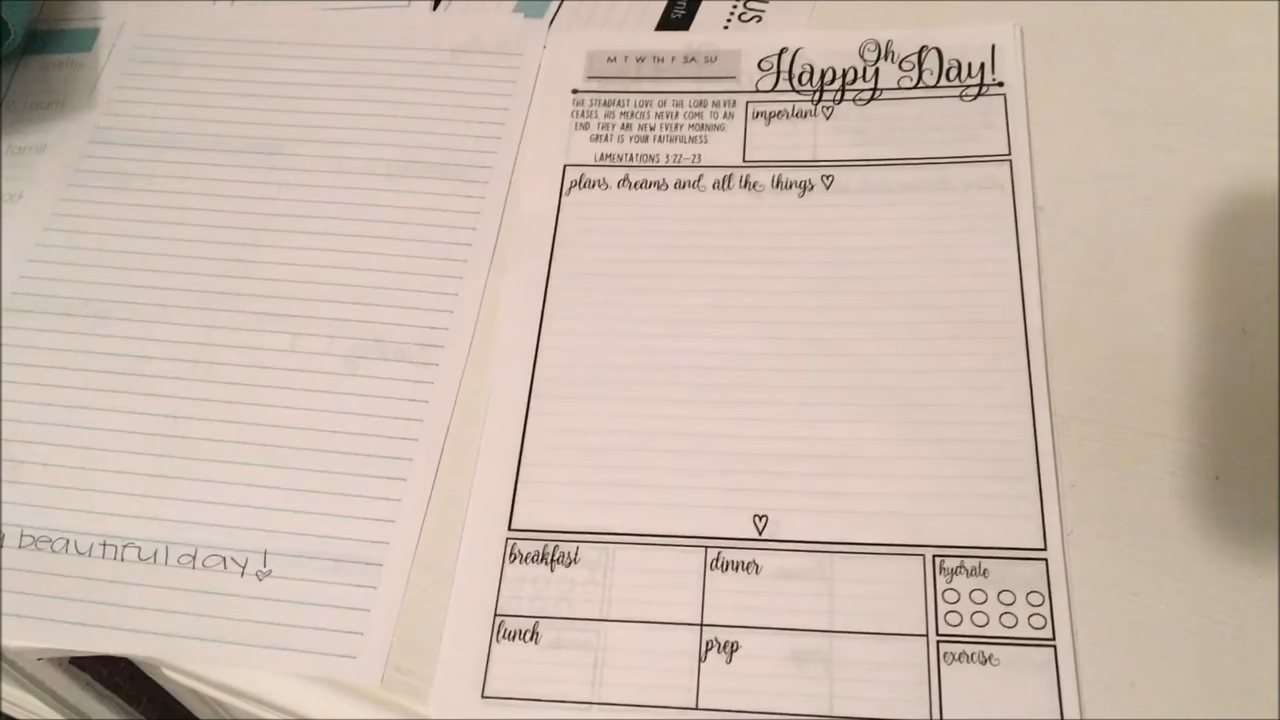 US
M T W TH F SA SU
Oh
Happy Day!
THE STEADFAST LOVE OF THE LORD NEVER
CEASES, HIS MERCIES NEVER COME TO AN
END. THEY ARE NEW EVERY MORNING,
GREAT IS YOUR FAITHFULNESS.
LAMENTATIONS 3:22-23
important
plans, dreams and all the things
breakfast
dinner
hydrate
lunch
prep
exercise
beautiful day!